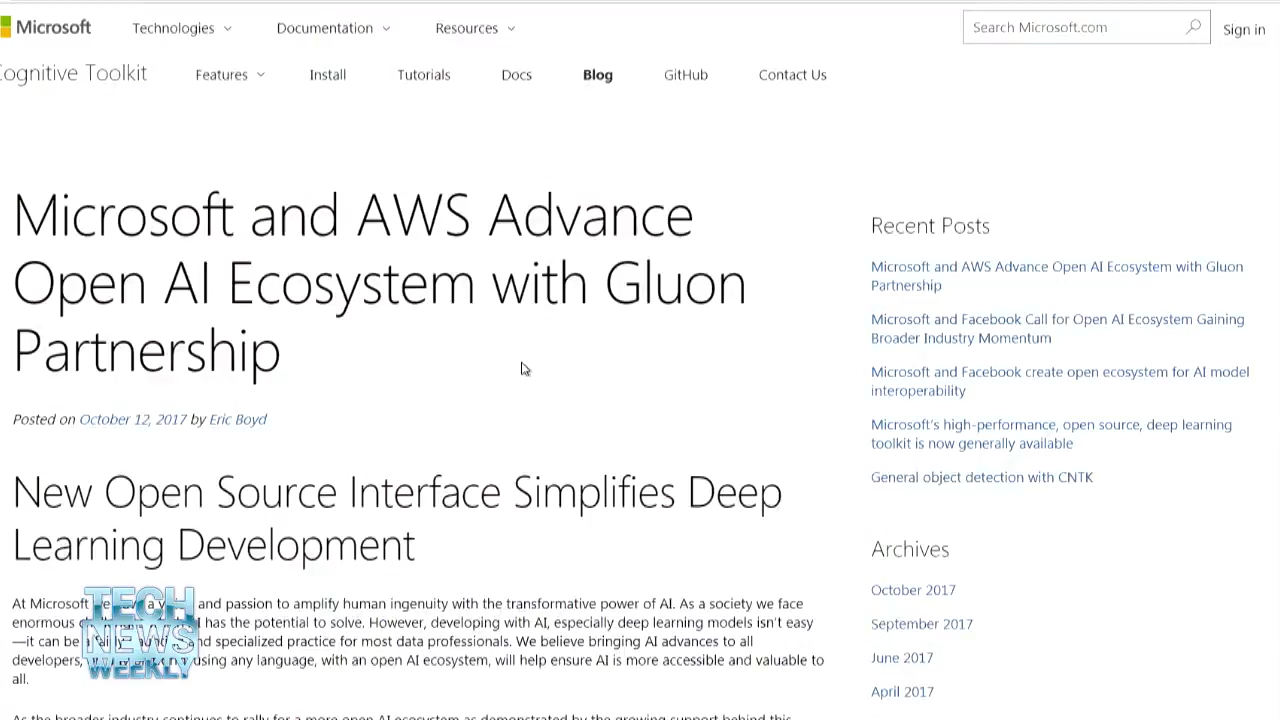 Microsoft Technologies Documentation Resources Search Microsoft.com Sign in
Cognitive Toolkit Features Install Tutorials Docs Blog GitHub Contact Us
Microsoft and AWS Advance
Open AI Ecosystem with Gluon
Partnership
Posted on October 12, 2017 by Eric Boyd
New Open Source Interface Simplifies Deep
Learning Development
At Microsoft and passion to amplify human ingenuity with the transformative power of AI. As a society we face
enormous has the potential to solve. However, developing with AI, especially deep learning models isn't easy
—it can be and specialized practice for most data professionals. We believe bringing AI advances to all
developers, using any language, with an open AI ecosystem, will help ensure AI is more accessible and valuable to
all.
As the broader industry continues to rally for a more open AI ecosystem as demonstrated by the growing support behind this
TECH
NEWS
WEEKLY
Recent Posts
Microsoft and AWS Advance Open AI Ecosystem with Gluon
Partnership
Microsoft and Facebook Call for Open AI Ecosystem Gaining
Broader Industry Momentum
Microsoft and Facebook create open ecosystem for AI model
interoperability
Microsoft's high-performance, open source, deep learning
toolkit is now generally available
General object detection with CNTK
Archives
October 2017
September 2017
June 2017
April 2017